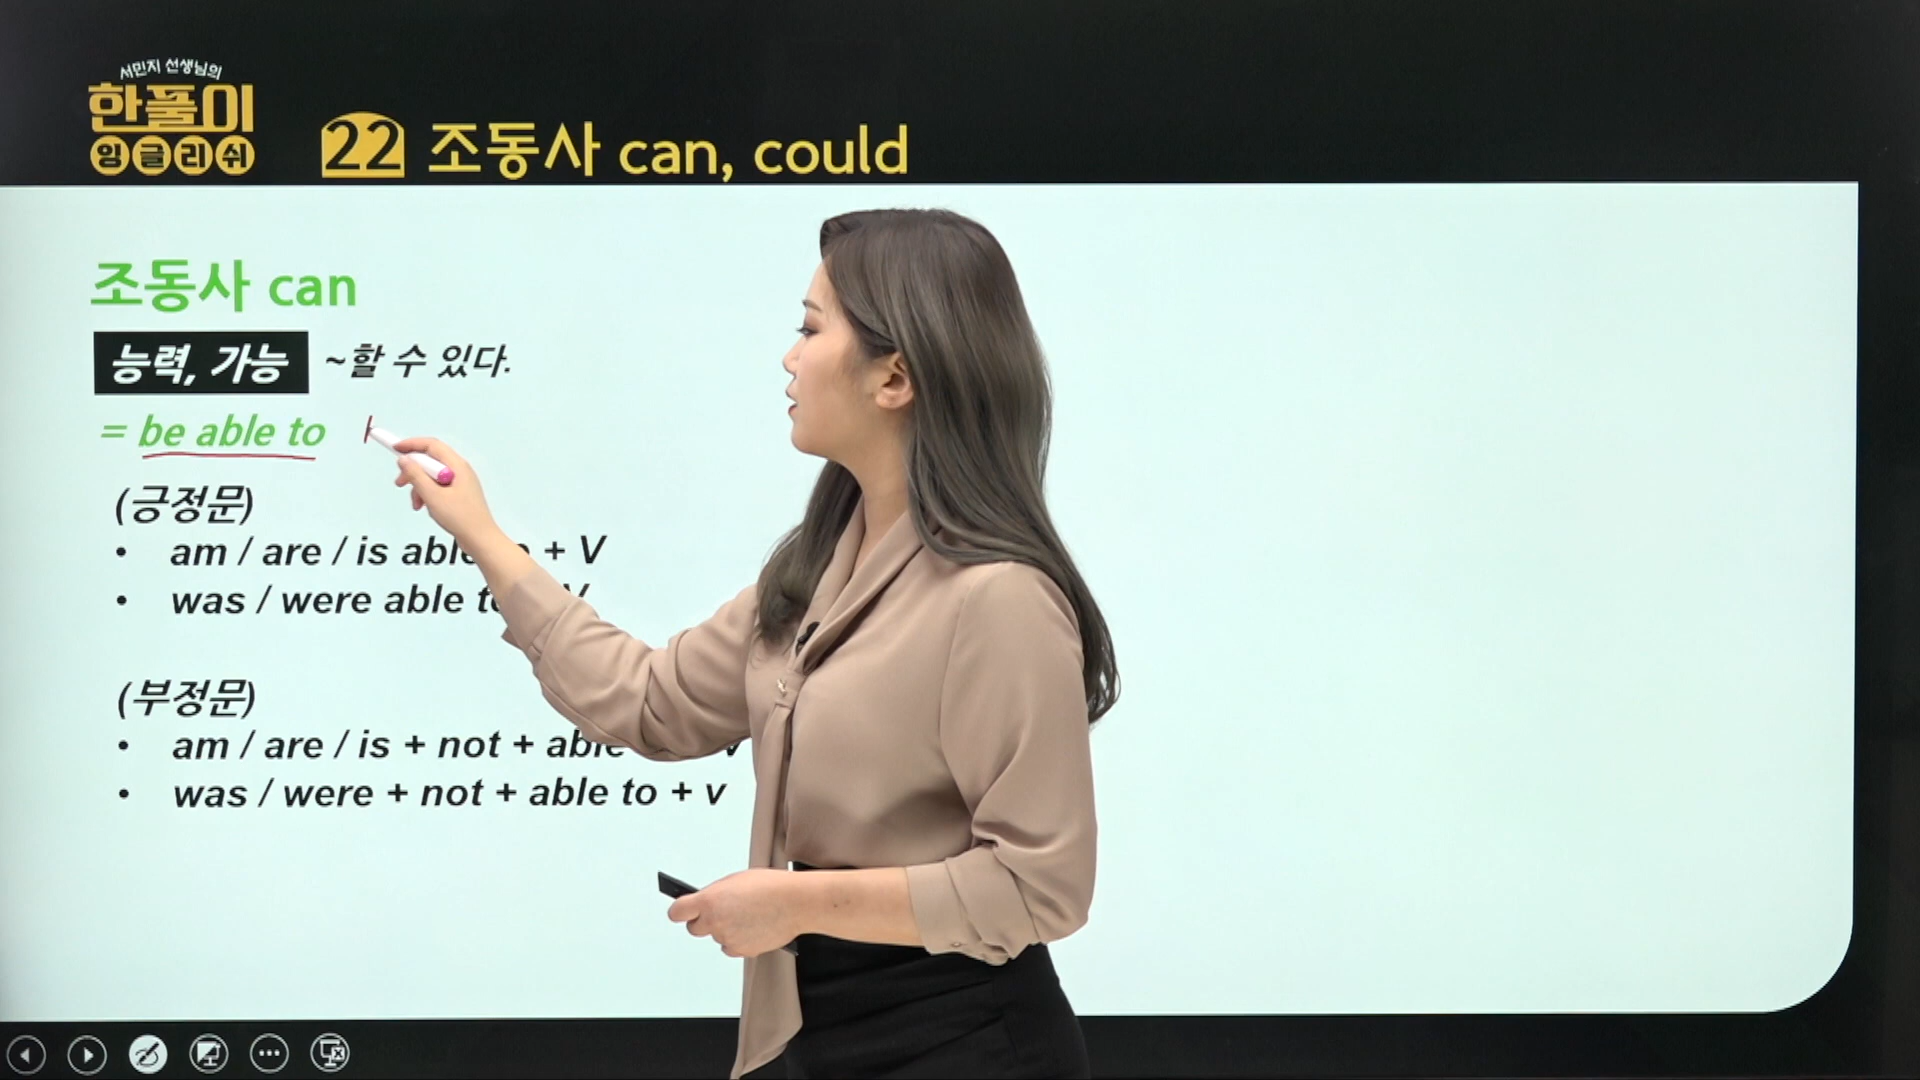 서민지 선생님의
한풀이
잉글리쉬
22 조동사 can, could
조동사 can
능력, 가능 ~할 수 있다.
= be able to
(긍정문)
• am / are / is able + V
• was / were able
(부정문)
• am / are / is + not + able
• was / were + not + able to + v